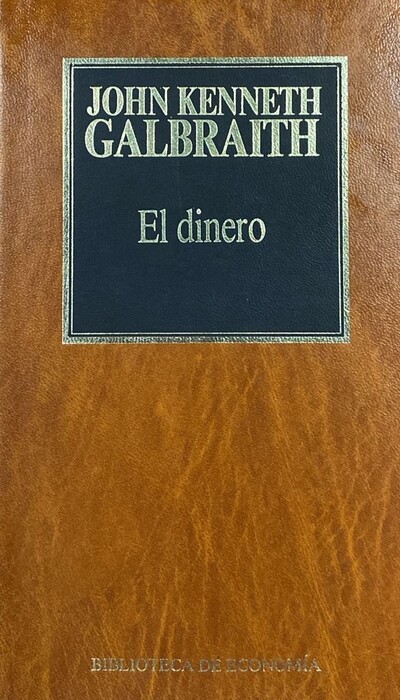 JOHN KENNETH
GALBRAITH
El dinero
BIBLIOTECA DE ECONOMÍA